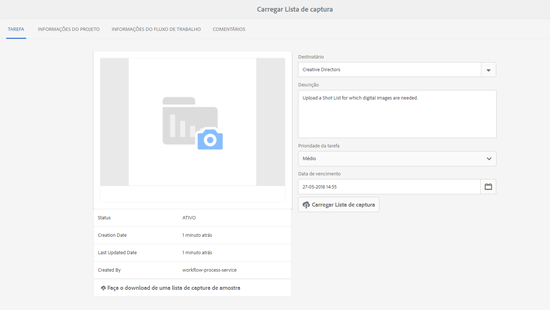 Carregar Lista de captura
TAREFA INFORMAÇÕES DO PROJETO INFORMAÇÕES DO FLUXO DE TRABALHO COMENTÁRIOS
Destinatário
Creative Directors
Descrição
Upload a Shot List for which digital images are needed.
Prioridade da tarefa
Médio
Data de vencimento
27-05-2018 14:55
Carregar Lista de captura
Status ATIVO
Creation Date 1 minuto atrás
Last Updated Date 1 minuto atrás
Created By workflow-process-service
Faça o download de uma lista de captura de amostra